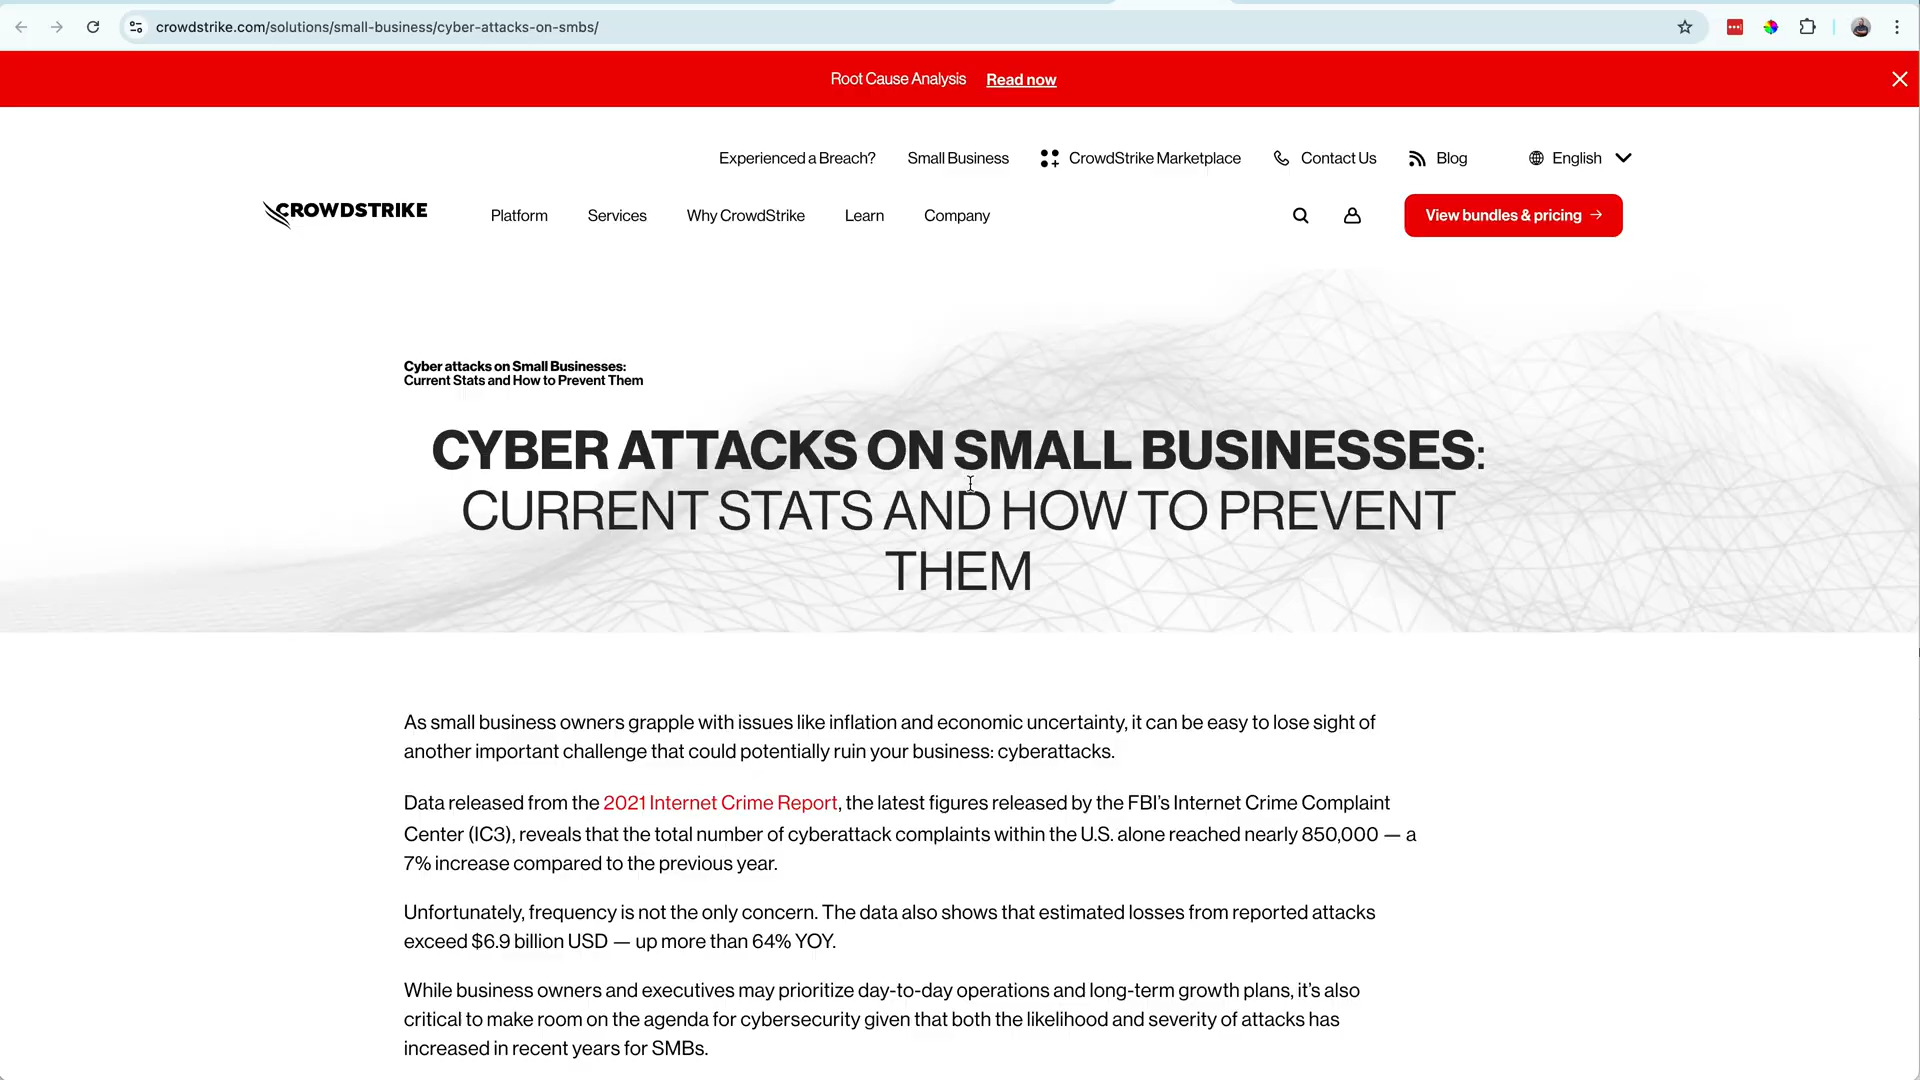 crowdstrike.com/solutions/small-business/cyber-attacks-on-smbs/
Root Cause Analysis Read now
Experienced a Breach? Small Business CrowdStrike Marketplace Contact Us Blog English
CROWDSTRIKE Platform Services Why CrowdStrike Learn Company View bundles & pricing →
Cyber attacks on Small Businesses:
Current Stats and How to Prevent Them
CYBER ATTACKS ON SMALL BUSINESSES:
CURRENT STATS AND HOW TO PREVENT
THEM
As small business owners grapple with issues like inflation and economic uncertainty, it can be easy to lose sight of
another important challenge that could potentially ruin your business: cyberattacks.
Data released from the 2021 Internet Crime Report, the latest figures released by the FBI's Internet Crime Complaint
Center (IC3), reveals that the total number of cyberattack complaints within the U.S. alone reached nearly 850,000 — a
7% increase compared to the previous year.
Unfortunately, frequency is not the only concern. The data also shows that estimated losses from reported attacks
exceed $6.9 billion USD — up more than 64% YOY.
While business owners and executives may prioritize day-to-day operations and long-term growth plans, it's also
critical to make room on the agenda for cybersecurity given that both the likelihood and severity of attacks has
increased in recent years for SMBs.